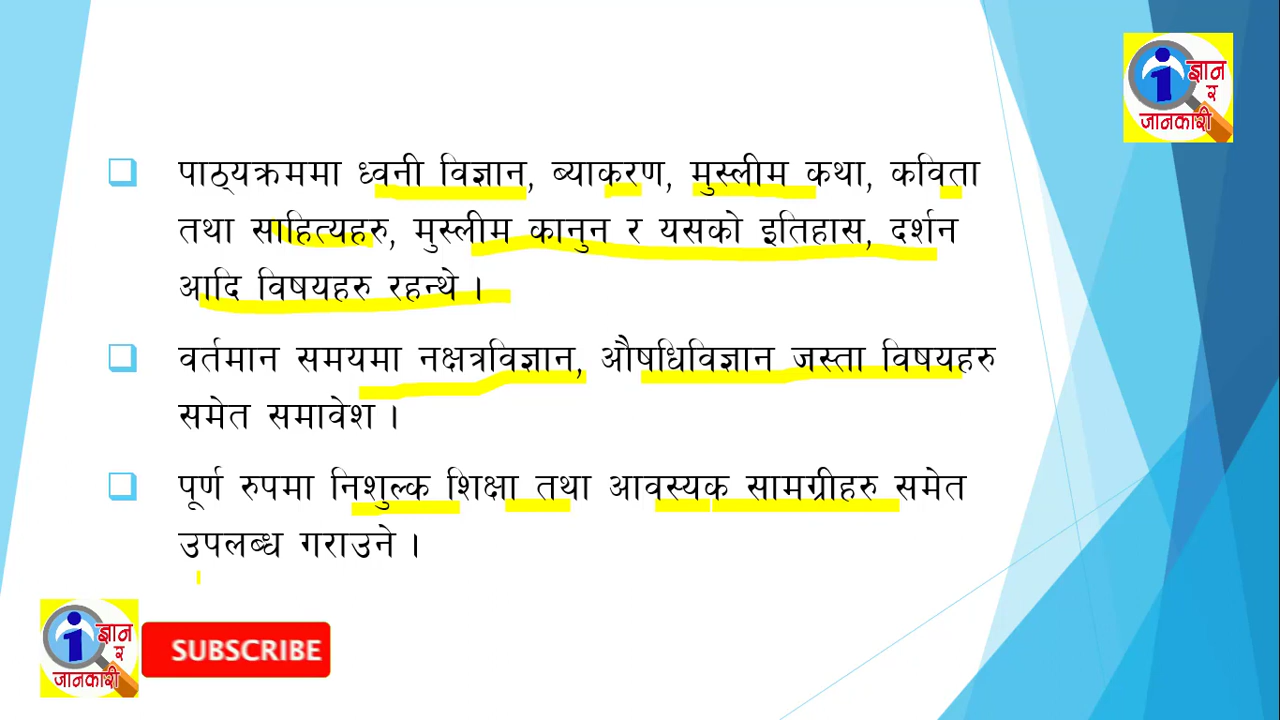 ज्ञान
र
जानकारी
पाठ्यक्रममा ध्वनी विज्ञान, ब्याकरण, मुस्लीम कथा, कविता
तथा साहित्यहरु, मुस्लीम कानुन र यसको इतिहास, दर्शन
आदि विषयहरु रहन्थे ।
वर्तमान समयमा नक्षत्रविज्ञान, औषधिविज्ञान जस्ता विषयहरु
समेत समावेश ।
पूर्ण रुपमा निशुल्क शिक्षा तथा आवस्यक सामग्रीहरु समेत
उपलब्ध गराउने ।
ज्ञान
र
जानकारी
SUBSCRIBE